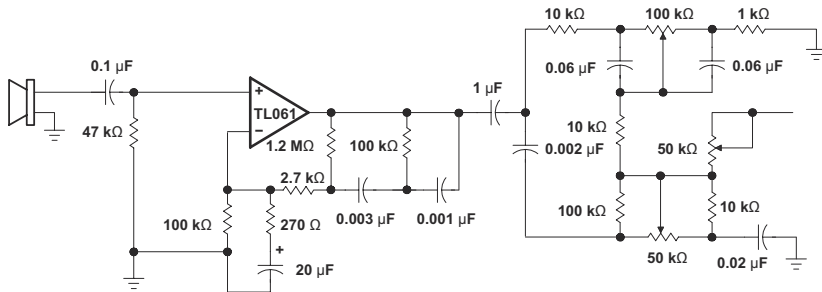 10 kΩ
100 kΩ
1 kΩ
0.1 µF
0.06 µF
0.06 µF
1 µF
+
TL061
−
47 kΩ
1.2 MΩ
100 kΩ
10 kΩ
0.002 µF
50 kΩ
2.7 kΩ
100 kΩ
270 Ω
0.003 µF
0.001 µF
100 kΩ
10 kΩ
+
20 µF
50 kΩ
0.02 µF